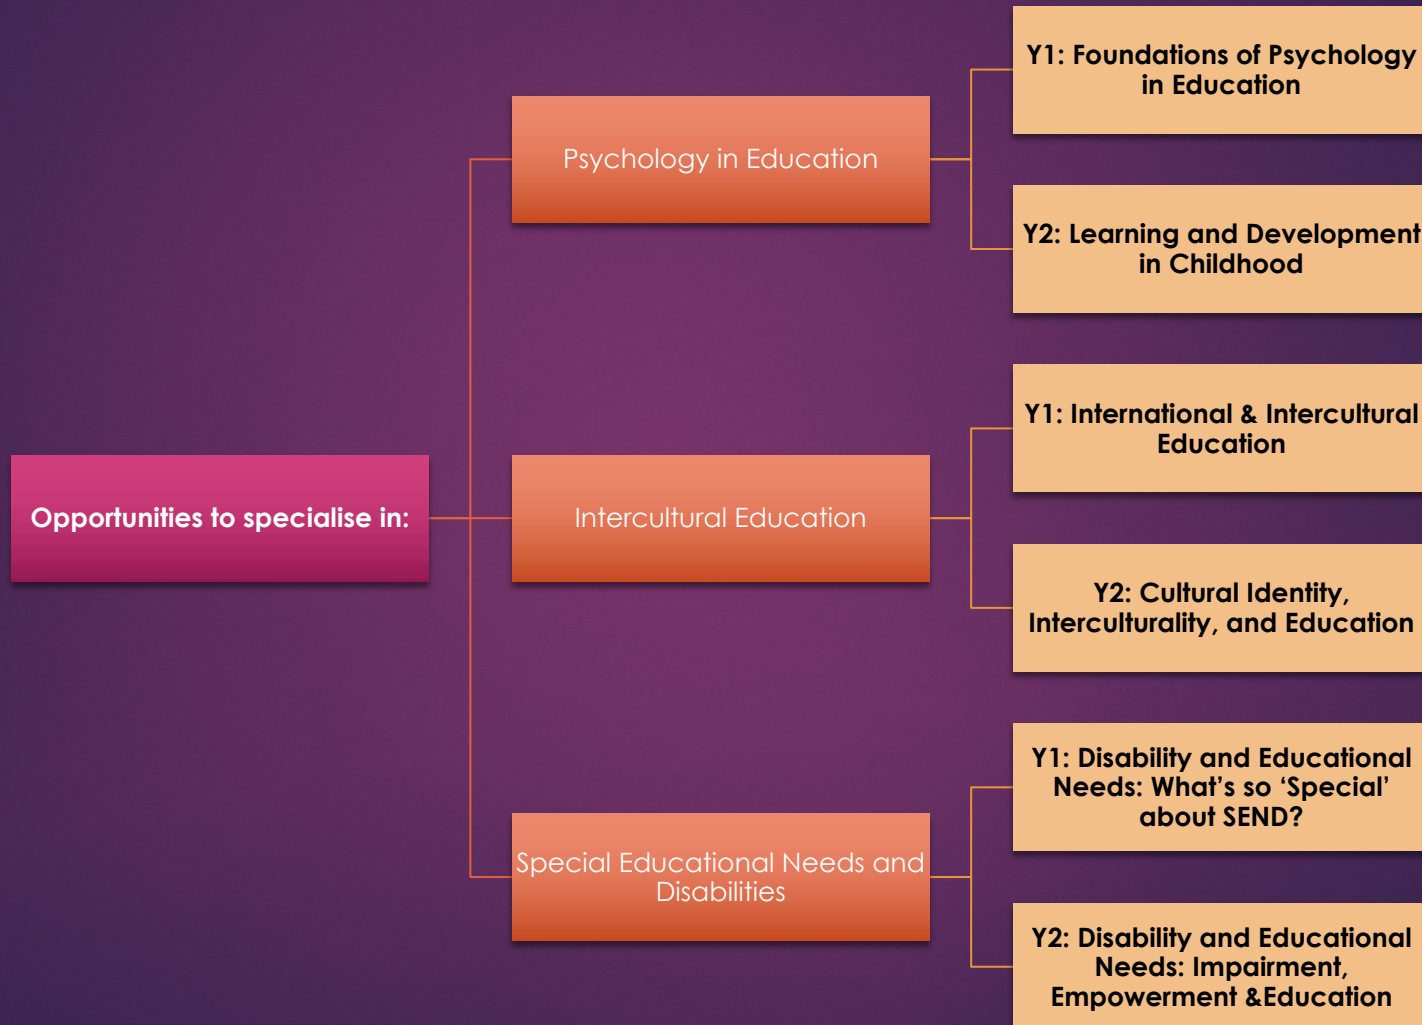 Opportunities to specialise in:
Psychology in Education
Y1: Foundations of Psychology
in Education
Y2: Learning and Development
in Childhood
Intercultural Education
Y1: International & Intercultural
Education
Y2: Cultural Identity,
Interculturality, and Education
Special Educational Needs and
Disabilities
Y1: Disability and Educational
Needs: What’s so ‘Special’
about SEND?
Y2: Disability and Educational
Needs: Impairment,
Empowerment &Education